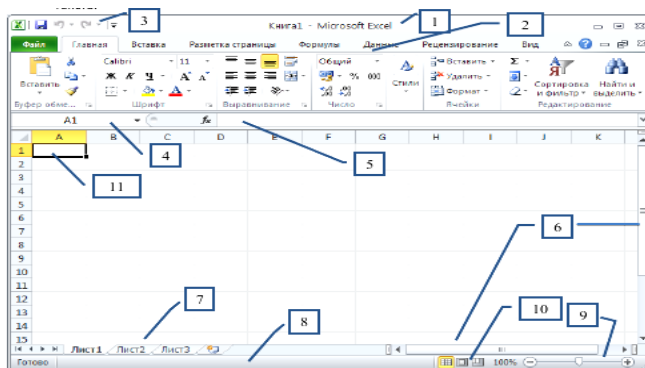 3
Книга1 - Microsoft Excel
1
2
Файл Главная Вставка Разметка страницы Формулы Данные Рецензирование Вид
Вставить
Calibri 11
Ж К Ч
А А
Общий
% 000
Стили
Вставить
Удалить
Формат
Σ
Сортировка и фильтр
Найти и выделить
Буфер обме... Шрифт Выравнивание Число Ячейки Редактирование
A1 fx
A B C D E F G H I J K
4
5
1
2
3
11
4
5
6
6
7
8
9
10
11
12
7
10
9
13
8
14
15
Лист1 Лист2 Лист3
Готово 100%